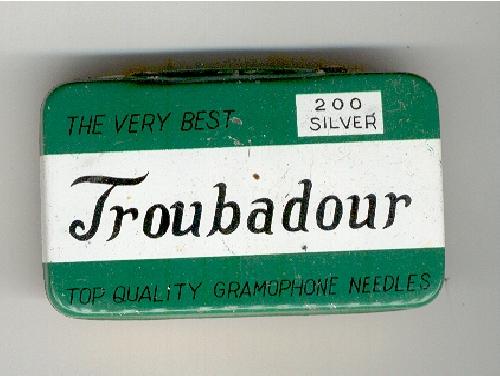 THE VERY BEST
200
SILVER
Troubadour
TOP QUALITY GRAMOPHONE NEEDLES